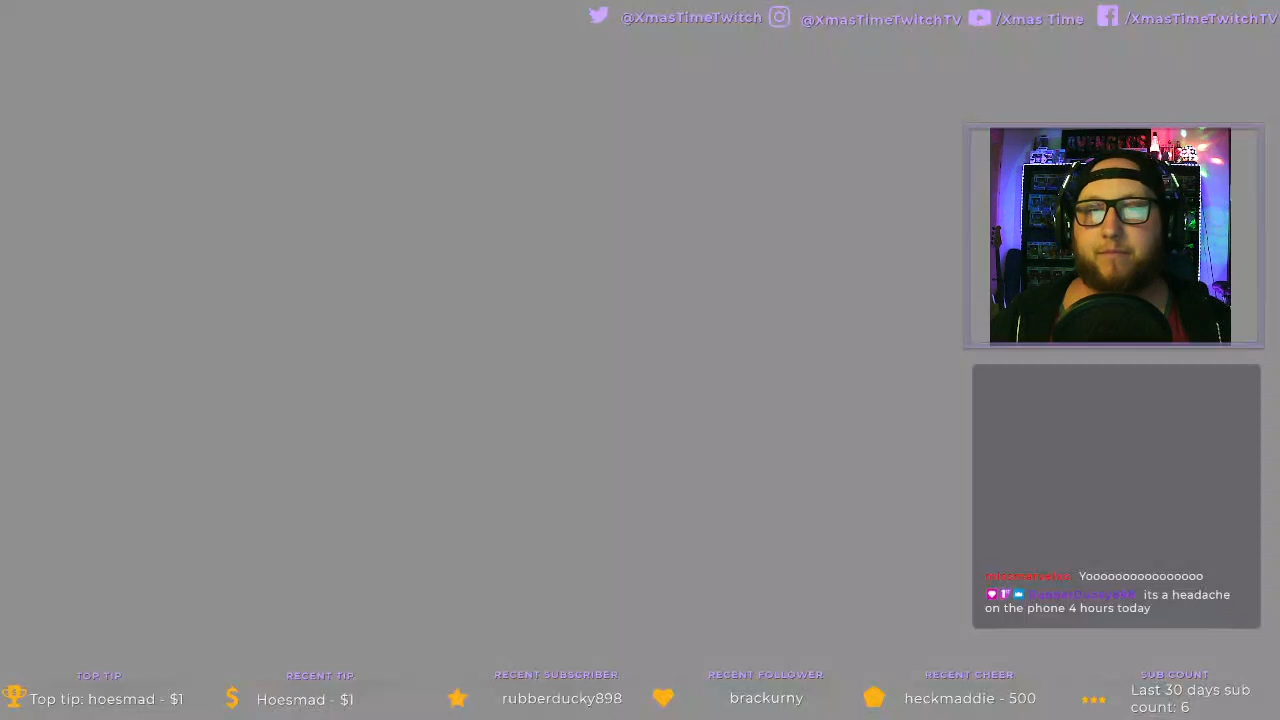 @XmasTimeTwitch @XmasTimeTwitchTV /Xmas Time /XmasTimeTwitchTV
AVENGERS
Yooooooooooooooooo
its a headache
on the phone 4 hours today
TOP TIP
Top tip: hoesmad - $1
RECENT TIP
Hoesmad - $1
RECENT SUBSCRIBER
rubberducky898
RECENT FOLLOWER
brackurny
RECENT CHEER
heckmaddie - 500
SUB COUNT
Last 30 days sub
count: 6